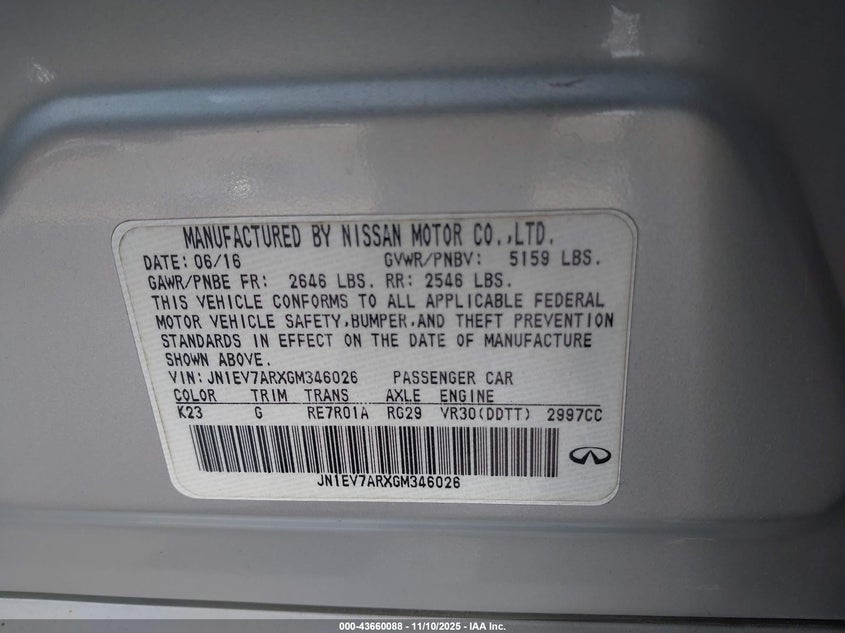 MANUFACTURED BY NISSAN MOTOR CO.,LTD.
DATE: 06/16 GVWR/PNBV: 5159 LBS.
GAWR/PNBE FR: 2646 LBS. RR: 2546 LBS.
THIS VEHICLE CONFORMS TO ALL APPLICABLE FEDERAL
MOTOR VEHICLE SAFETY,BUMPER,AND THEFT PREVENTION
STANDARDS IN EFFECT ON THE DATE OF MANUFACTURE
SHOWN ABOVE.
VIN: JN1EV7ARXGM346026 PASSENGER CAR
COLOR TRIM TRANS AXLE ENGINE
K23 G RE7R01A RG29 VR30(DDTT) 2997CC
JN1EV7ARXGM346026
000-43660088 - 11/10/2025 - IAA Inc.